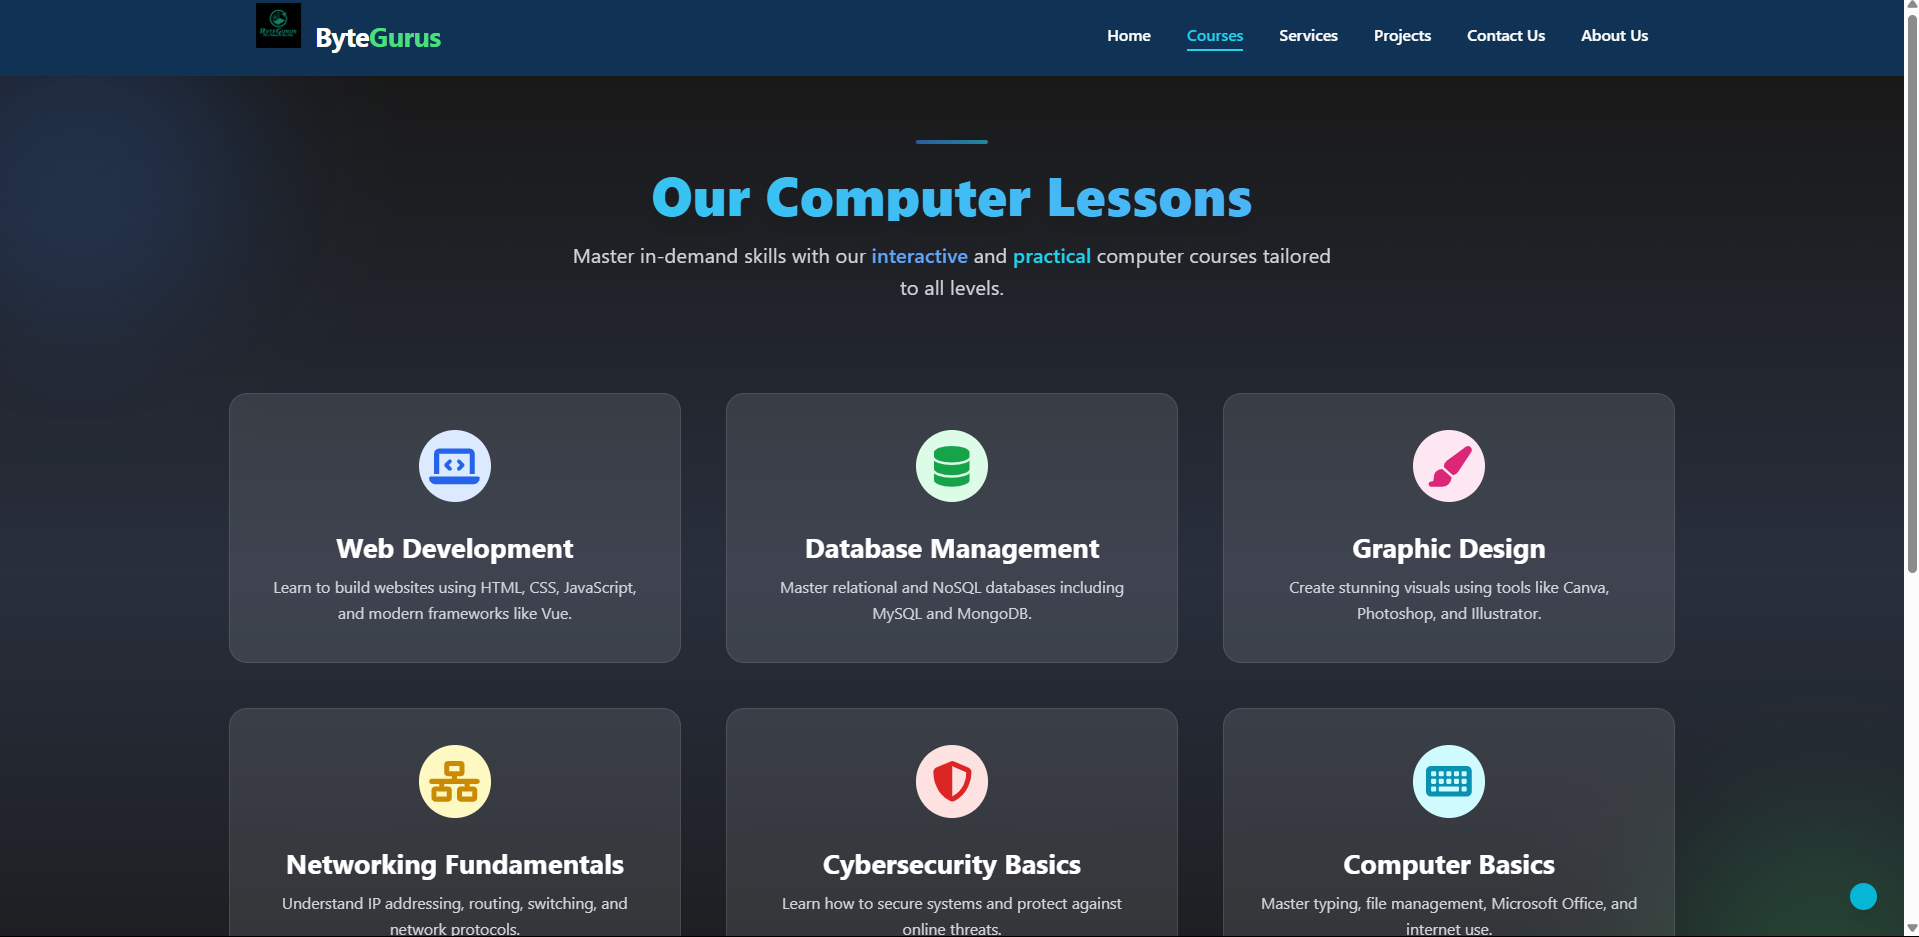 ByteGurus
ByteGurus
Home
Courses
Services
Projects
Contact Us
About Us
Our Computer Lessons
Master in-demand skills with our interactive and practical computer courses tailored
to all levels.
Web Development
Learn to build websites using HTML, CSS, JavaScript,
and modern frameworks like Vue.
Database Management
Master relational and NoSQL databases including
MySQL and MongoDB.
Graphic Design
Create stunning visuals using tools like Canva,
Photoshop, and Illustrator.
Networking Fundamentals
Understand IP addressing, routing, switching, and
network protocols.
Cybersecurity Basics
Learn how to secure systems and protect against
online threats.
Computer Basics
Master typing, file management, Microsoft Office, and
internet use.